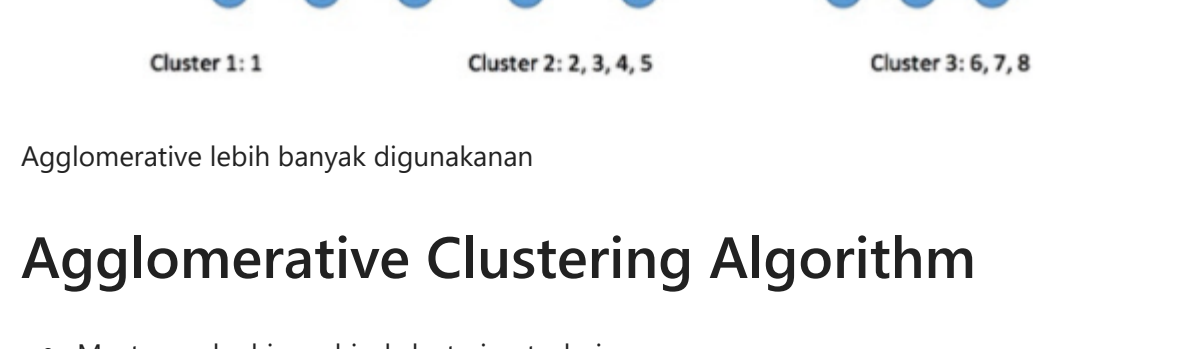 Cluster 1: 1
Cluster 2: 2, 3, 4, 5
Cluster 3: 6, 7, 8
Agglomerative lebih banyak digunakanan
Agglomerative Clustering Algorithm